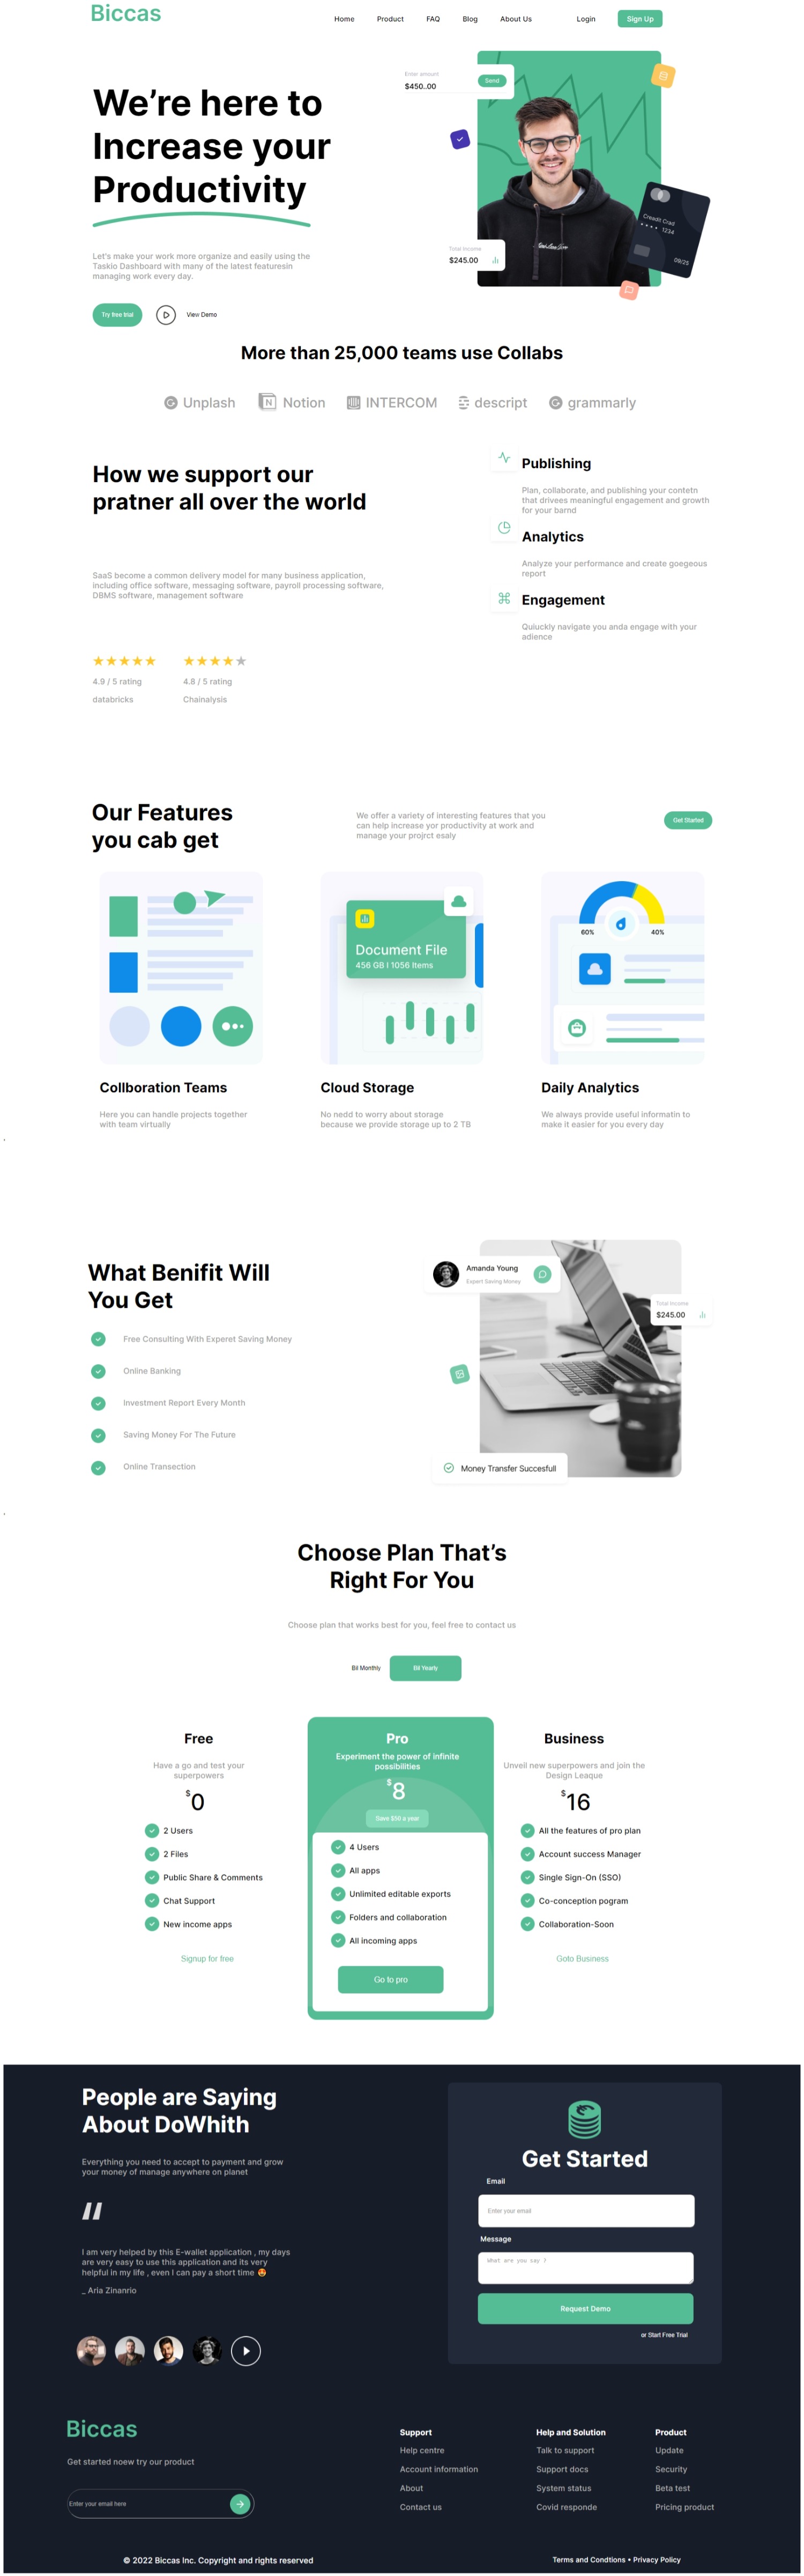 Biccas
Home Product FAQ Blog About Us Login Sign Up
We're here to
Increase your
Productivity
Let's make your work more organize and easily using the
Taskio Dashboard with many of the latest featuresin
managing work every day.
Try free trial View Demo
Enter amount
$450..00 Send
Total Income
$245.00
Creedit Crad
1234
09/25
More than 25,000 teams use Collabs
Unplash Notion INTERCOM descript grammarly
How we support our
pratner all over the world
SaaS become a common delivery model for many business application,
including office software, messaging software, payroll processing software,
DBMS software, management software
4.9 / 5 rating
databricks
4.8 / 5 rating
Chainalysis
Publishing
Plan, collaborate, and publishing your contetn
that drivees meaningful engagement and growth
for your barnd
Analytics
Analyze your performance and create goegeous
report
Engagement
Quiuckly navigate you anda engage with your
adience
Our Features
you cab get
We offer a variety of interesting features that you
can help increase yor productivity at work and
manage your projrct esaly
Get Started
Document File
456 GB I 1056 Items
60% 40%
Collboration Teams
Here you can handle projects together
with team virtually
Cloud Storage
No nedd to worry about storage
because we provide storage up to 2 TB
Daily Analytics
We always provide useful informatin to
make it easier for you every day
What Benifit Will
You Get
Free Consulting With Experet Saving Money
Online Banking
Investment Report Every Month
Saving Money For The Future
Online Transection
Amanda Young
Expert Saving Money
Total Income
$245.00
Money Transfer Succesfull
Choose Plan That's
Right For You
Choose plan that works best for you, feel free to contact us
Bil Monthly Bil Yearly
Free
Have a go and test your
superpowers
$0
2 Users
2 Files
Public Share & Comments
Chat Support
New income apps
Signup for free
Pro
Experiment the power of infinite
possibilities
$8
Save $50 a year
4 Users
All apps
Unlimited editable exports
Folders and collaboration
All incoming apps
Go to pro
Business
Unveil new superpowers and join the
Design Leaque
$16
All the features of pro plan
Account success Manager
Single Sign-On (SSO)
Co-conception pogram
Collaboration-Soon
Goto Business
People are Saying
About DoWhith
Everything you need to accept to payment and grow
your money of manage anywhere on planet
"
I am very helped by this E-wallet application , my days
are very easy to use this application and its very
helpful in my life , even I can pay a short time 😍
_ Aria Zinanrio
Get Started
Email
Enter your email
Message
What are you say ?
Request Demo
or Start Free Trial
Biccas
Get started noew try our product
Enter your email here
Support
Help centre
Account information
About
Contact us
Help and Solution
Talk to support
Support docs
System status
Covid responde
Product
Update
Security
Beta test
Pricing product
© 2022 Biccas Inc. Copyright and rights reserved
Terms and Condtions • Privacy Policy